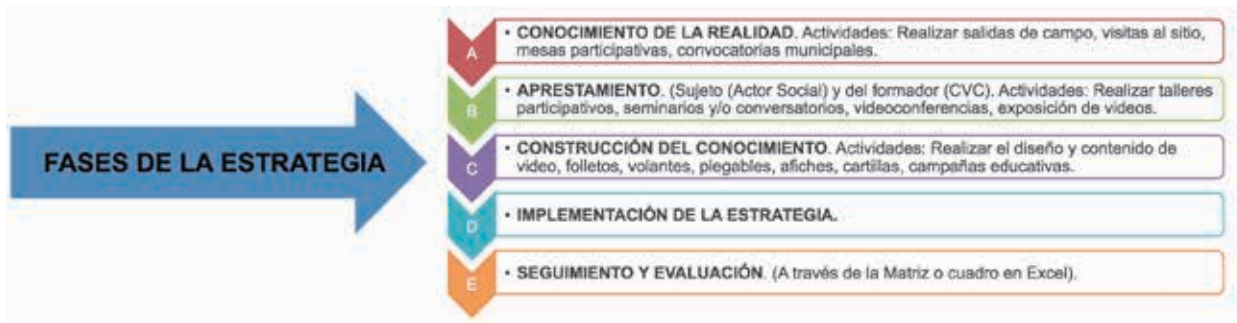 FASES DE LA ESTRATEGIA
A
• CONOCIMIENTO DE LA REALIDAD. Actividades: Realizar salidas de campo, visitas al sitio,
mesas participativas, convocatorias municipales.
B
• APRESTAMIENTO. (Sujeto (Actor Social) y del formador (CVC). Actividades: Realizar talleres
participativos, seminarios y/o conversatorios, videoconferencias, exposición de videos.
C
• CONSTRUCCIÓN DEL CONOCIMIENTO. Actividades: Realizar el diseño y contenido de
video, folletos, volantes, plegables, afiches, cartillas, campañas educativas.
D
• IMPLEMENTACIÓN DE LA ESTRATEGIA.
E
• SEGUIMIENTO Y EVALUACIÓN. (A través de la Matriz o cuadro en Excel).